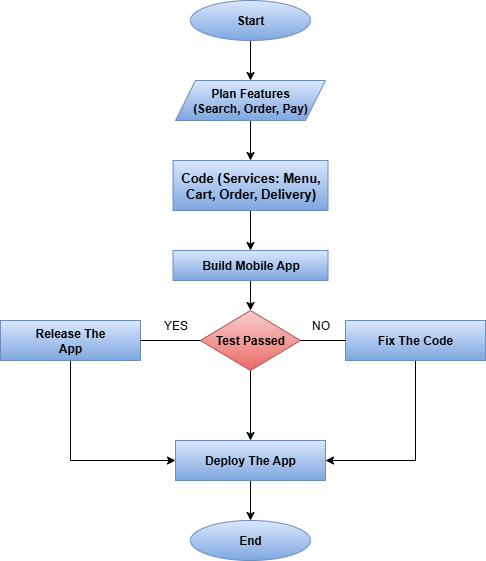 Start
Plan Features
(Search, Order, Pay)
Code (Services: Menu,
Cart, Order, Delivery)
Build Mobile App
YES
NO
Release The
App
Test Passed
Fix The Code
Deploy The App
End